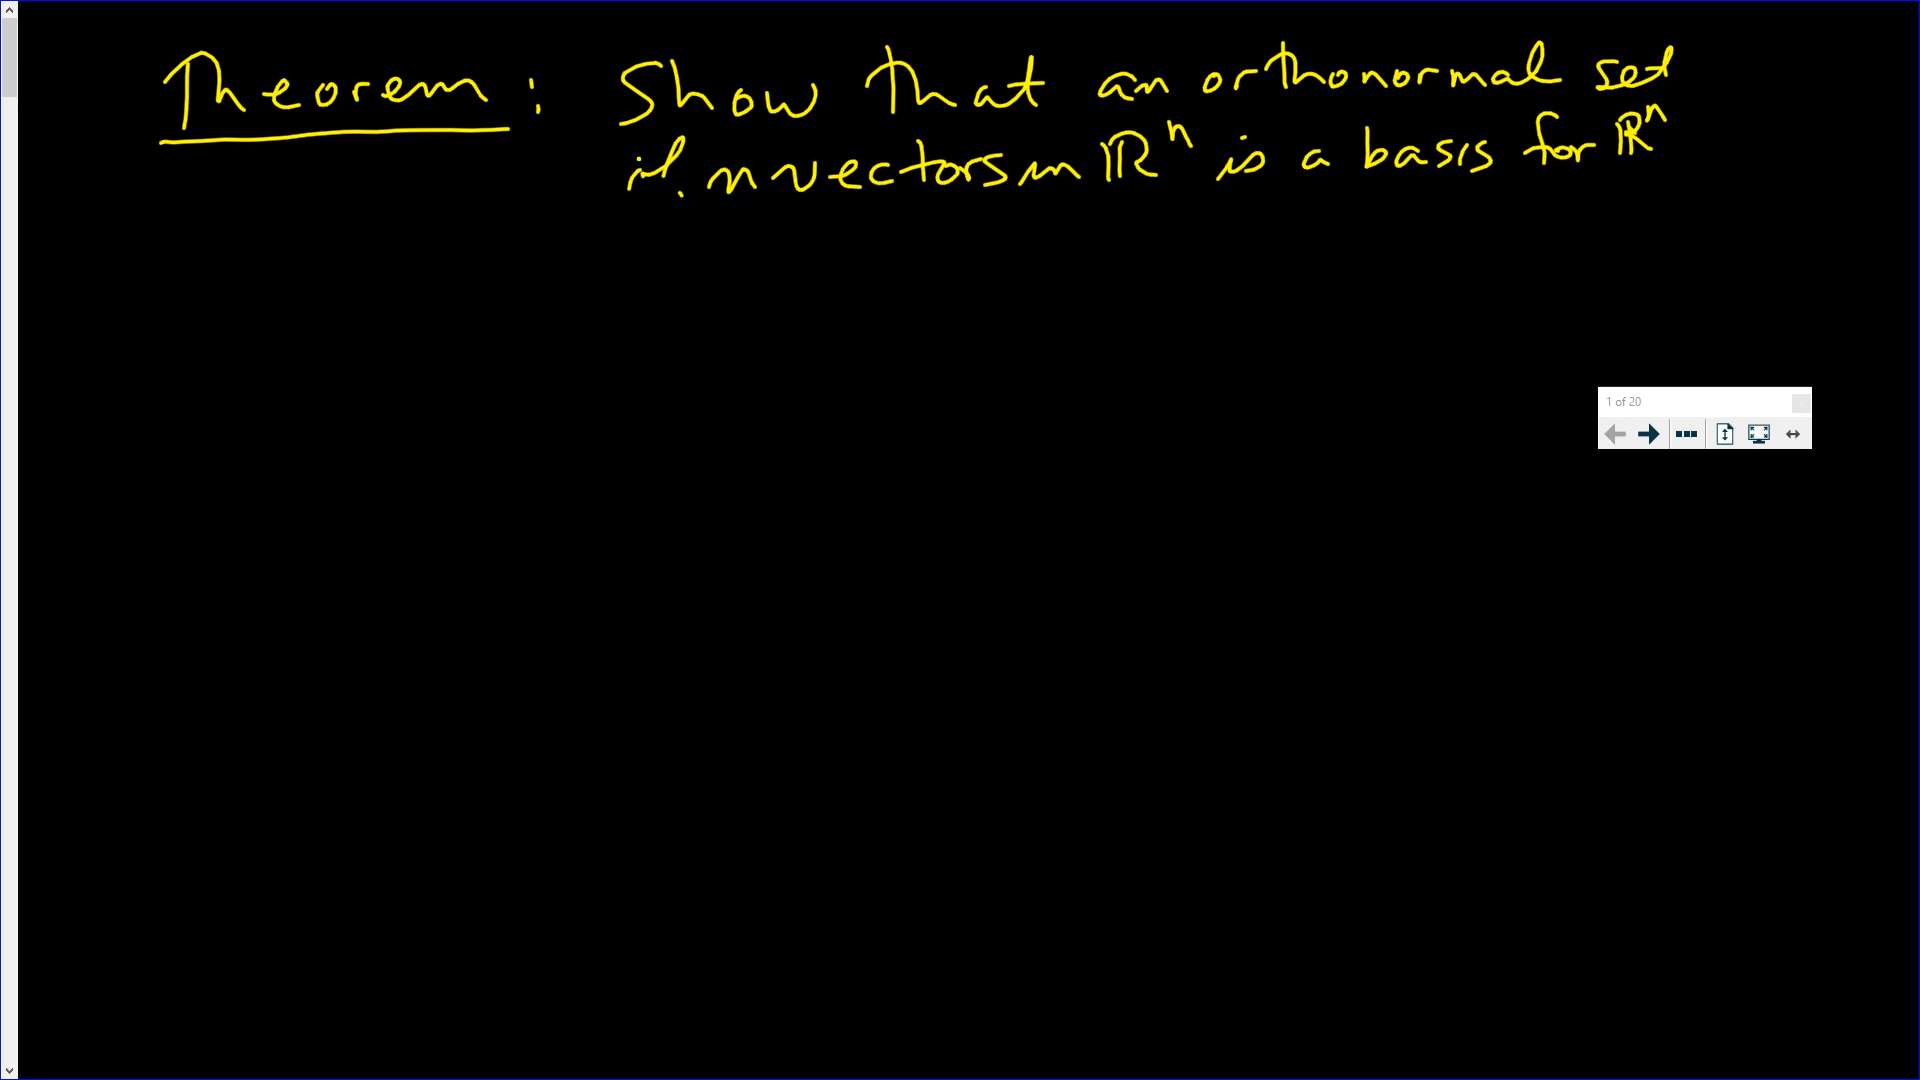 Theorem: Show that an orthonormal set
of n vectors in ℝⁿ is a basis for ℝⁿ
1 of 20